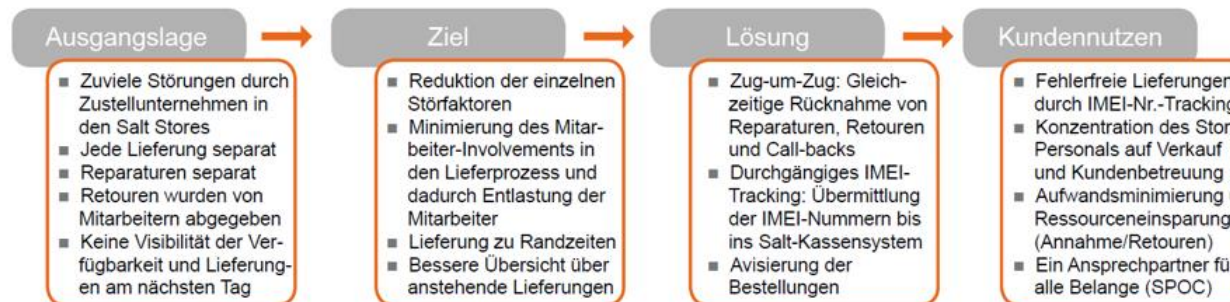 Ausgangslage
Zuviele Störungen durch
Zustellunternehmen in
den Salt Stores
Jede Lieferung separat
Reparaturen separat
Retouren wurden von
Mitarbeitern abgegeben
Keine Visibilität der Ver-
fügbarkeit und Lieferung-
en am nächsten Tag
Ziel
Reduktion der einzelnen
Störfaktoren
Minimierung des Mitar-
beiter-Involvements in
den Lieferprozess und
dadurch Entlastung der
Mitarbeiter
Lieferung zu Randzeiten
Bessere Übersicht über
anstehende Lieferungen
Lösung
Zug-um-Zug: Gleich-
zeitige Rücknahme von
Reparaturen, Retouren
und Call-backs
Durchgängiges IMEI-
Tracking: Übermittlung
der IMEI-Nummern bis
ins Salt-Kassensystem
Avisierung der
Bestellungen
Kundennutzen
Fehlerfreie Lieferungen
durch IMEI-Nr.-Tracking
Konzentration des
Personals auf Verkauf
und Kundenbetreuung
Aufwandsminimierung
Ressourceneinsparung
(Annahme/Retouren)
Ein Ansprechpartner
alle Belange (SPOC)